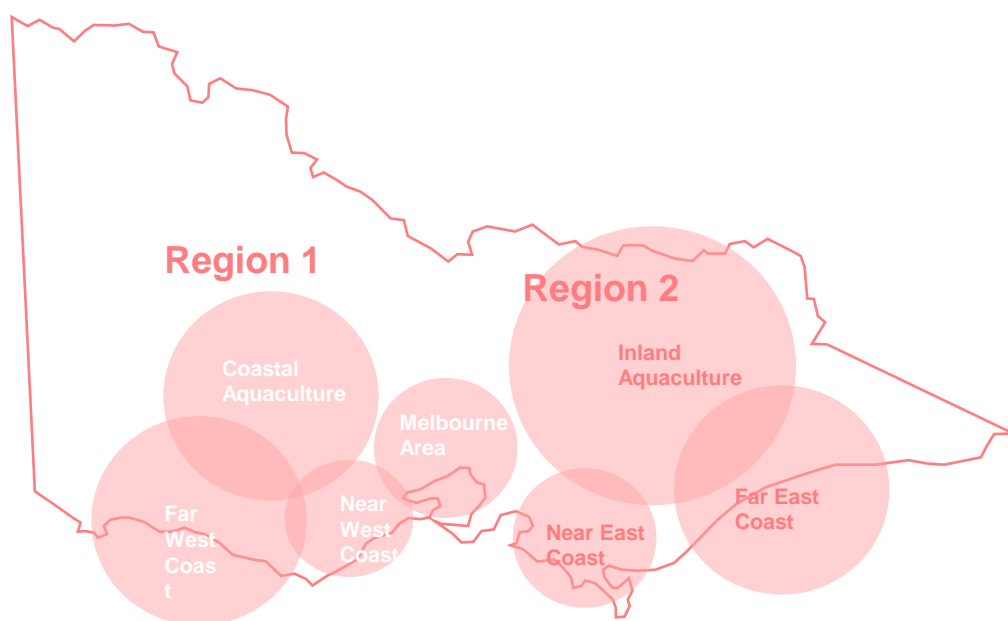 Region 1
Region 2
Inland
Aquaculture
Coastal
Aquaculture
Melbourne
Area
Far East
Coast
Near
West
Coast
Far
West
Coas
t
Near East
Coast